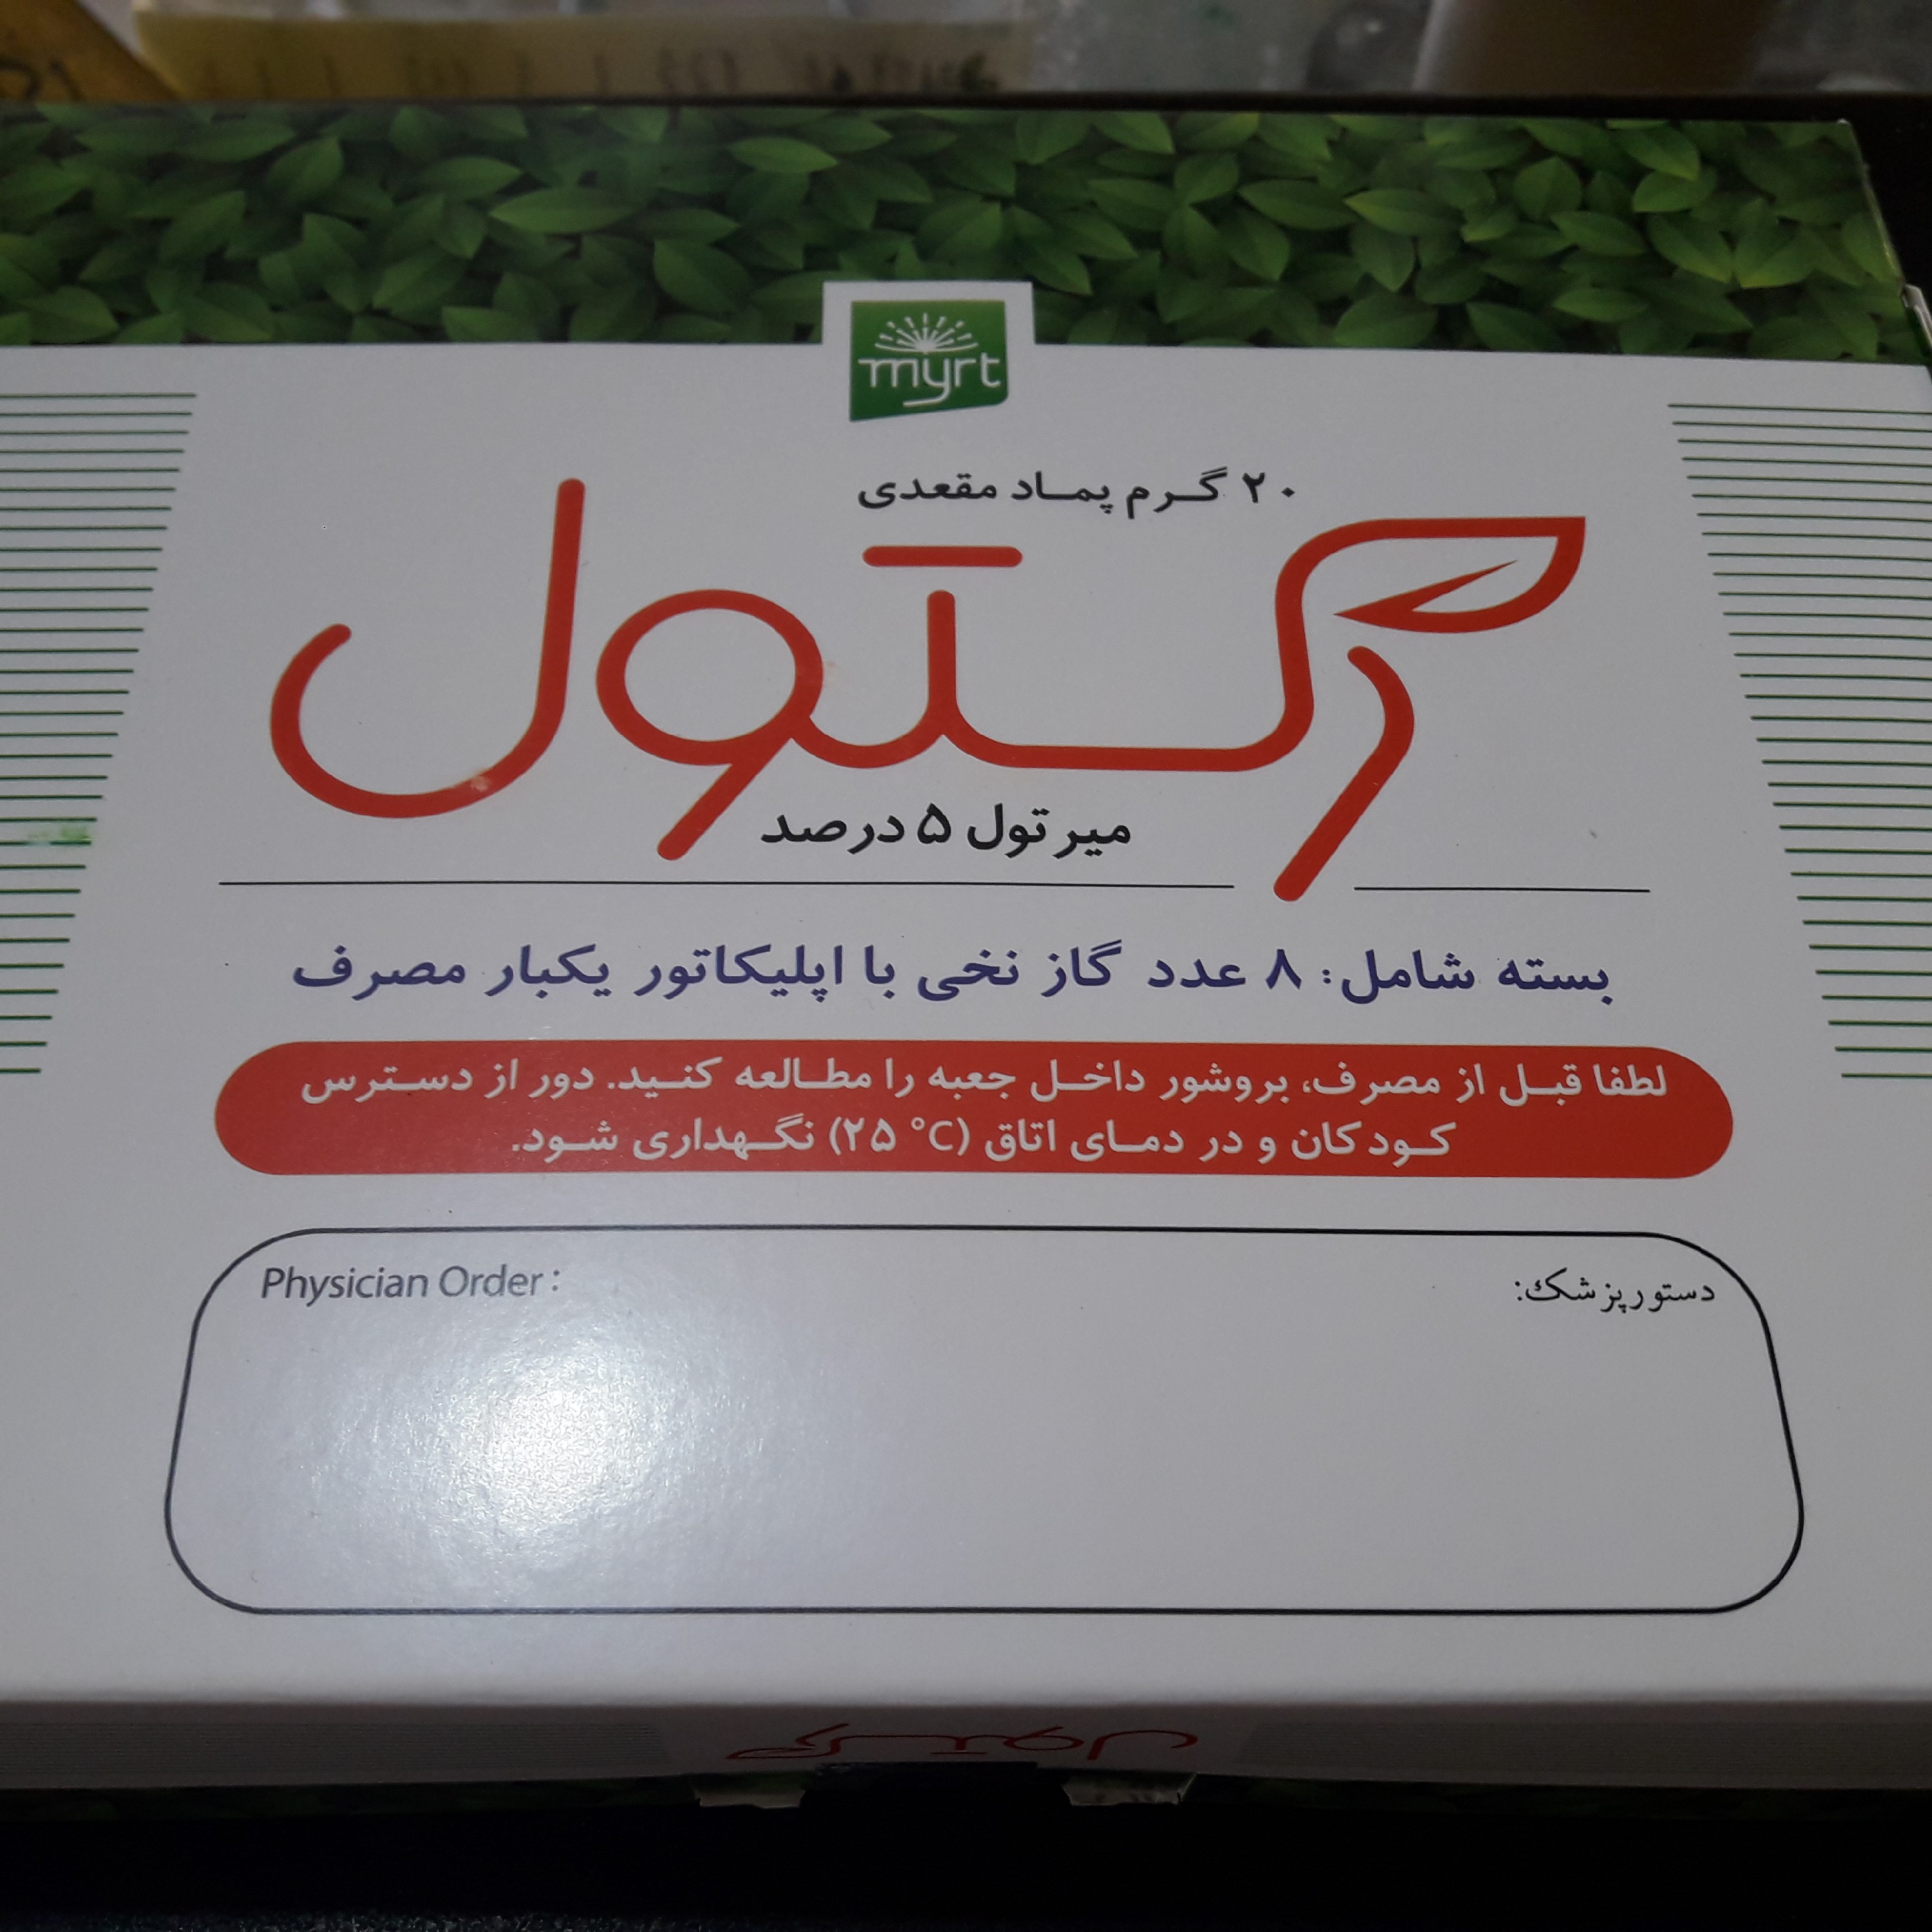 myrt
۲۰ گرم پماد مقعدی
رکتول
میرتول ۵ درصد
بسته شامل: ۸ عدد گاز نخی با اپلیکاتور یکبار مصرف
لطفا قبل از مصرف، بروشور داخل جعبه را مطالعه کنید. دور از دسترس
کودکان و در دمای اتاق (۲۵ °C) نگهداری شود.
Physician Order :
دستور پزشک:
رکتول